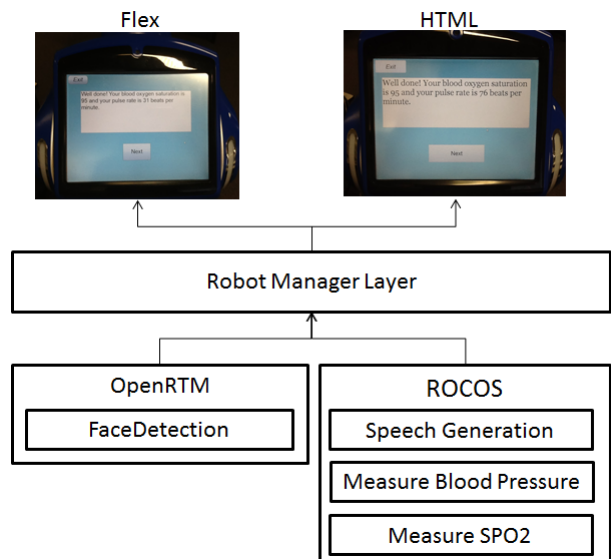 Flex
HTML
Exit
Well done! Your blood oxygen saturation is
95 and your pulse rate is 31 beats per
minute.
Next
Exit
Well done! Your blood oxygen saturation
is 95 and your pulse rate is 76 beats per
minute.
Next
Robot Manager Layer
OpenRTM
FaceDetection
ROCOS
Speech Generation
Measure Blood Pressure
Measure SPO2